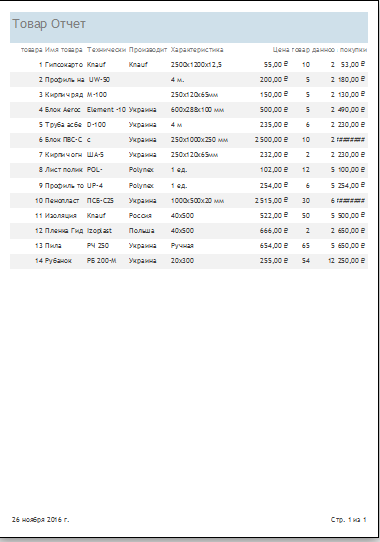 Товар Отчет
товара Имя товара Технически Производит Характеристика Цена товар данноо покупки
1 Гипсокарто Knauf Knauf 2500x1200x12,5 55,00 ₽ 10 2 53,00 ₽
2 Профиль на UW-50 4 м. 200,00 ₽ 5 2 180,00 ₽
3 Кирпич ряд М-100 250x120x65мм 150,00 ₽ 5 2 130,00 ₽
4 Блок Aeroc Element -10 Украина 600x288x100 мм 500,00 ₽ 5 2 490,00 ₽
5 Труба асбе D-100 Украина 4 м 235,00 ₽ 6 2 230,00 ₽
6 Блок ПБС-С с Украина 250x1000x250 мм 2 500,00 ₽ 10 2 ########
7 Кирпич огн ША-5 Украина 250x120x65мм 232,00 ₽ 2 2 230,00 ₽
8 Лист полик POL- Polynex 1 ед. 102,00 ₽ 12 5 100,00 ₽
9 Профиль то UP-4 Polynex 1 ед. 254,00 ₽ 6 5 254,00 ₽
10 Пенопласт ПСБ-С25 Украина 1000x500x20 мм 2 515,00 ₽ 30 6 ########
11 Изоляция Knauf Россия 40x500 522,00 ₽ 50 5 500,00 ₽
12 Пленка Гид Izoplast Польша 40x500 666,00 ₽ 2 2 650,00 ₽
13 Пила РЧ 250 Украина Ручная 654,00 ₽ 65 5 650,00 ₽
14 Рубанок РБ 200-М Украина 20x300 255,00 ₽ 54 12 250,00 ₽
26 ноября 2016 г. Стр. 1 из 1